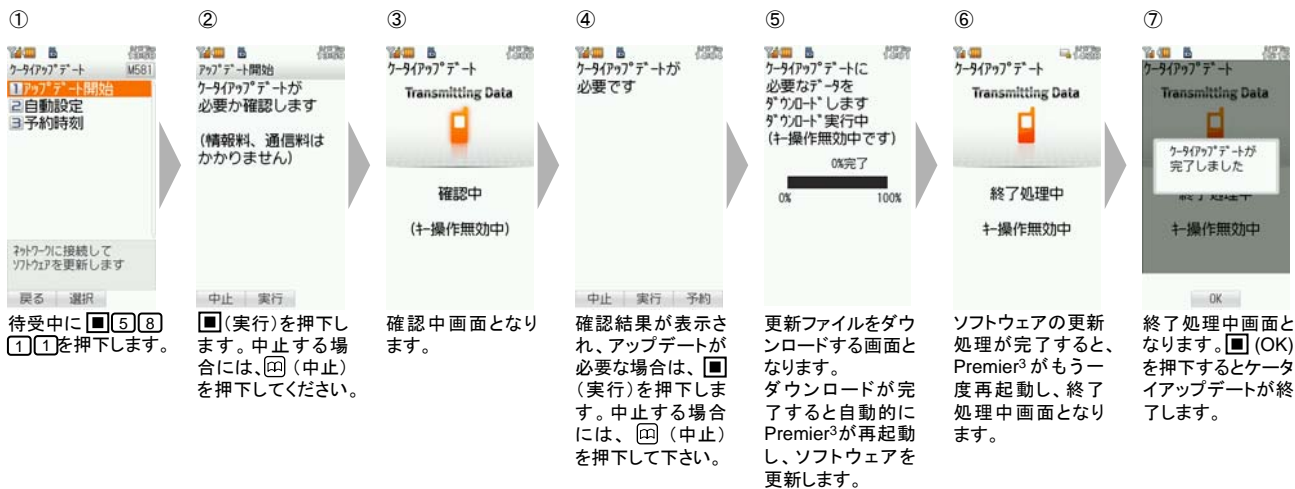 ①
ケータイアップデート
M581
1アップデート開始
2自動設定
3予約時刻
ネットワークに接続して
ソフトウェアを更新します
戻る 選択
待受中に■58
11を押下します。
②
アップデート開始
ケータイアップデートが
必要か確認します
(情報料、通信料は
かかりません)
中止 実行
■(実行)を押下し
ます。中止する場
合には、(中止)
を押下してください。
③
ケータイアップデート
Transmitting Data
確認中
(キー操作無効中)
確認中画面となり
ます。
④
ケータイアップデートが
必要です
中止 実行 予約
確認結果が表示さ
れ、アップデートが
必要な場合は、■
(実行)を押下しま
す。中止する場合
には、(中止)
を押下して下さい。
⑤
ケータイアップデートに
必要なデータを
ダウンロードします
ダウンロード実行中
(キー操作無効中です)
0%完了
0% 100%
更新ファイルをダウ
ンロードする画面と
なります。
ダウンロードが完
了すると自動的に
Premier³が再起動
し、ソフトウェアを
更新します。
⑥
ケータイアップデート
Transmitting Data
終了処理中
キー操作無効中
ソフトウェアの更新
処理が完了すると、
Premier³がもう一
度再起動し、終了
処理中画面となり
ます。
⑦
ケータイアップデート
Transmitting Data
ケータイアップデートが
完了しました
終了処理中
キー操作無効中
OK
終了処理中画面と
なります。■(OK)
を押下するとケータ
イアップデートが終
了します。